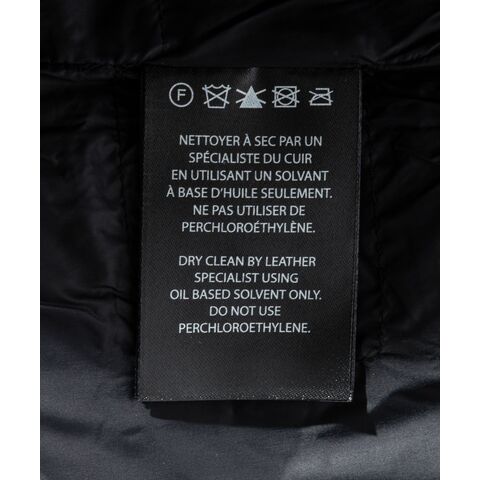 F
NETTOYER À SEC PAR UN
SPÉCIALISTE DU CUIR
EN UTILISANT UN SOLVANT
À BASE D'HUILE SEULEMENT.
NE PAS UTILISER DE
PERCHLOROÉTHYLÈNE.
DRY CLEAN BY LEATHER
SPECIALIST USING
OIL BASED SOLVENT ONLY.
DO NOT USE
PERCHLOROETHYLENE.